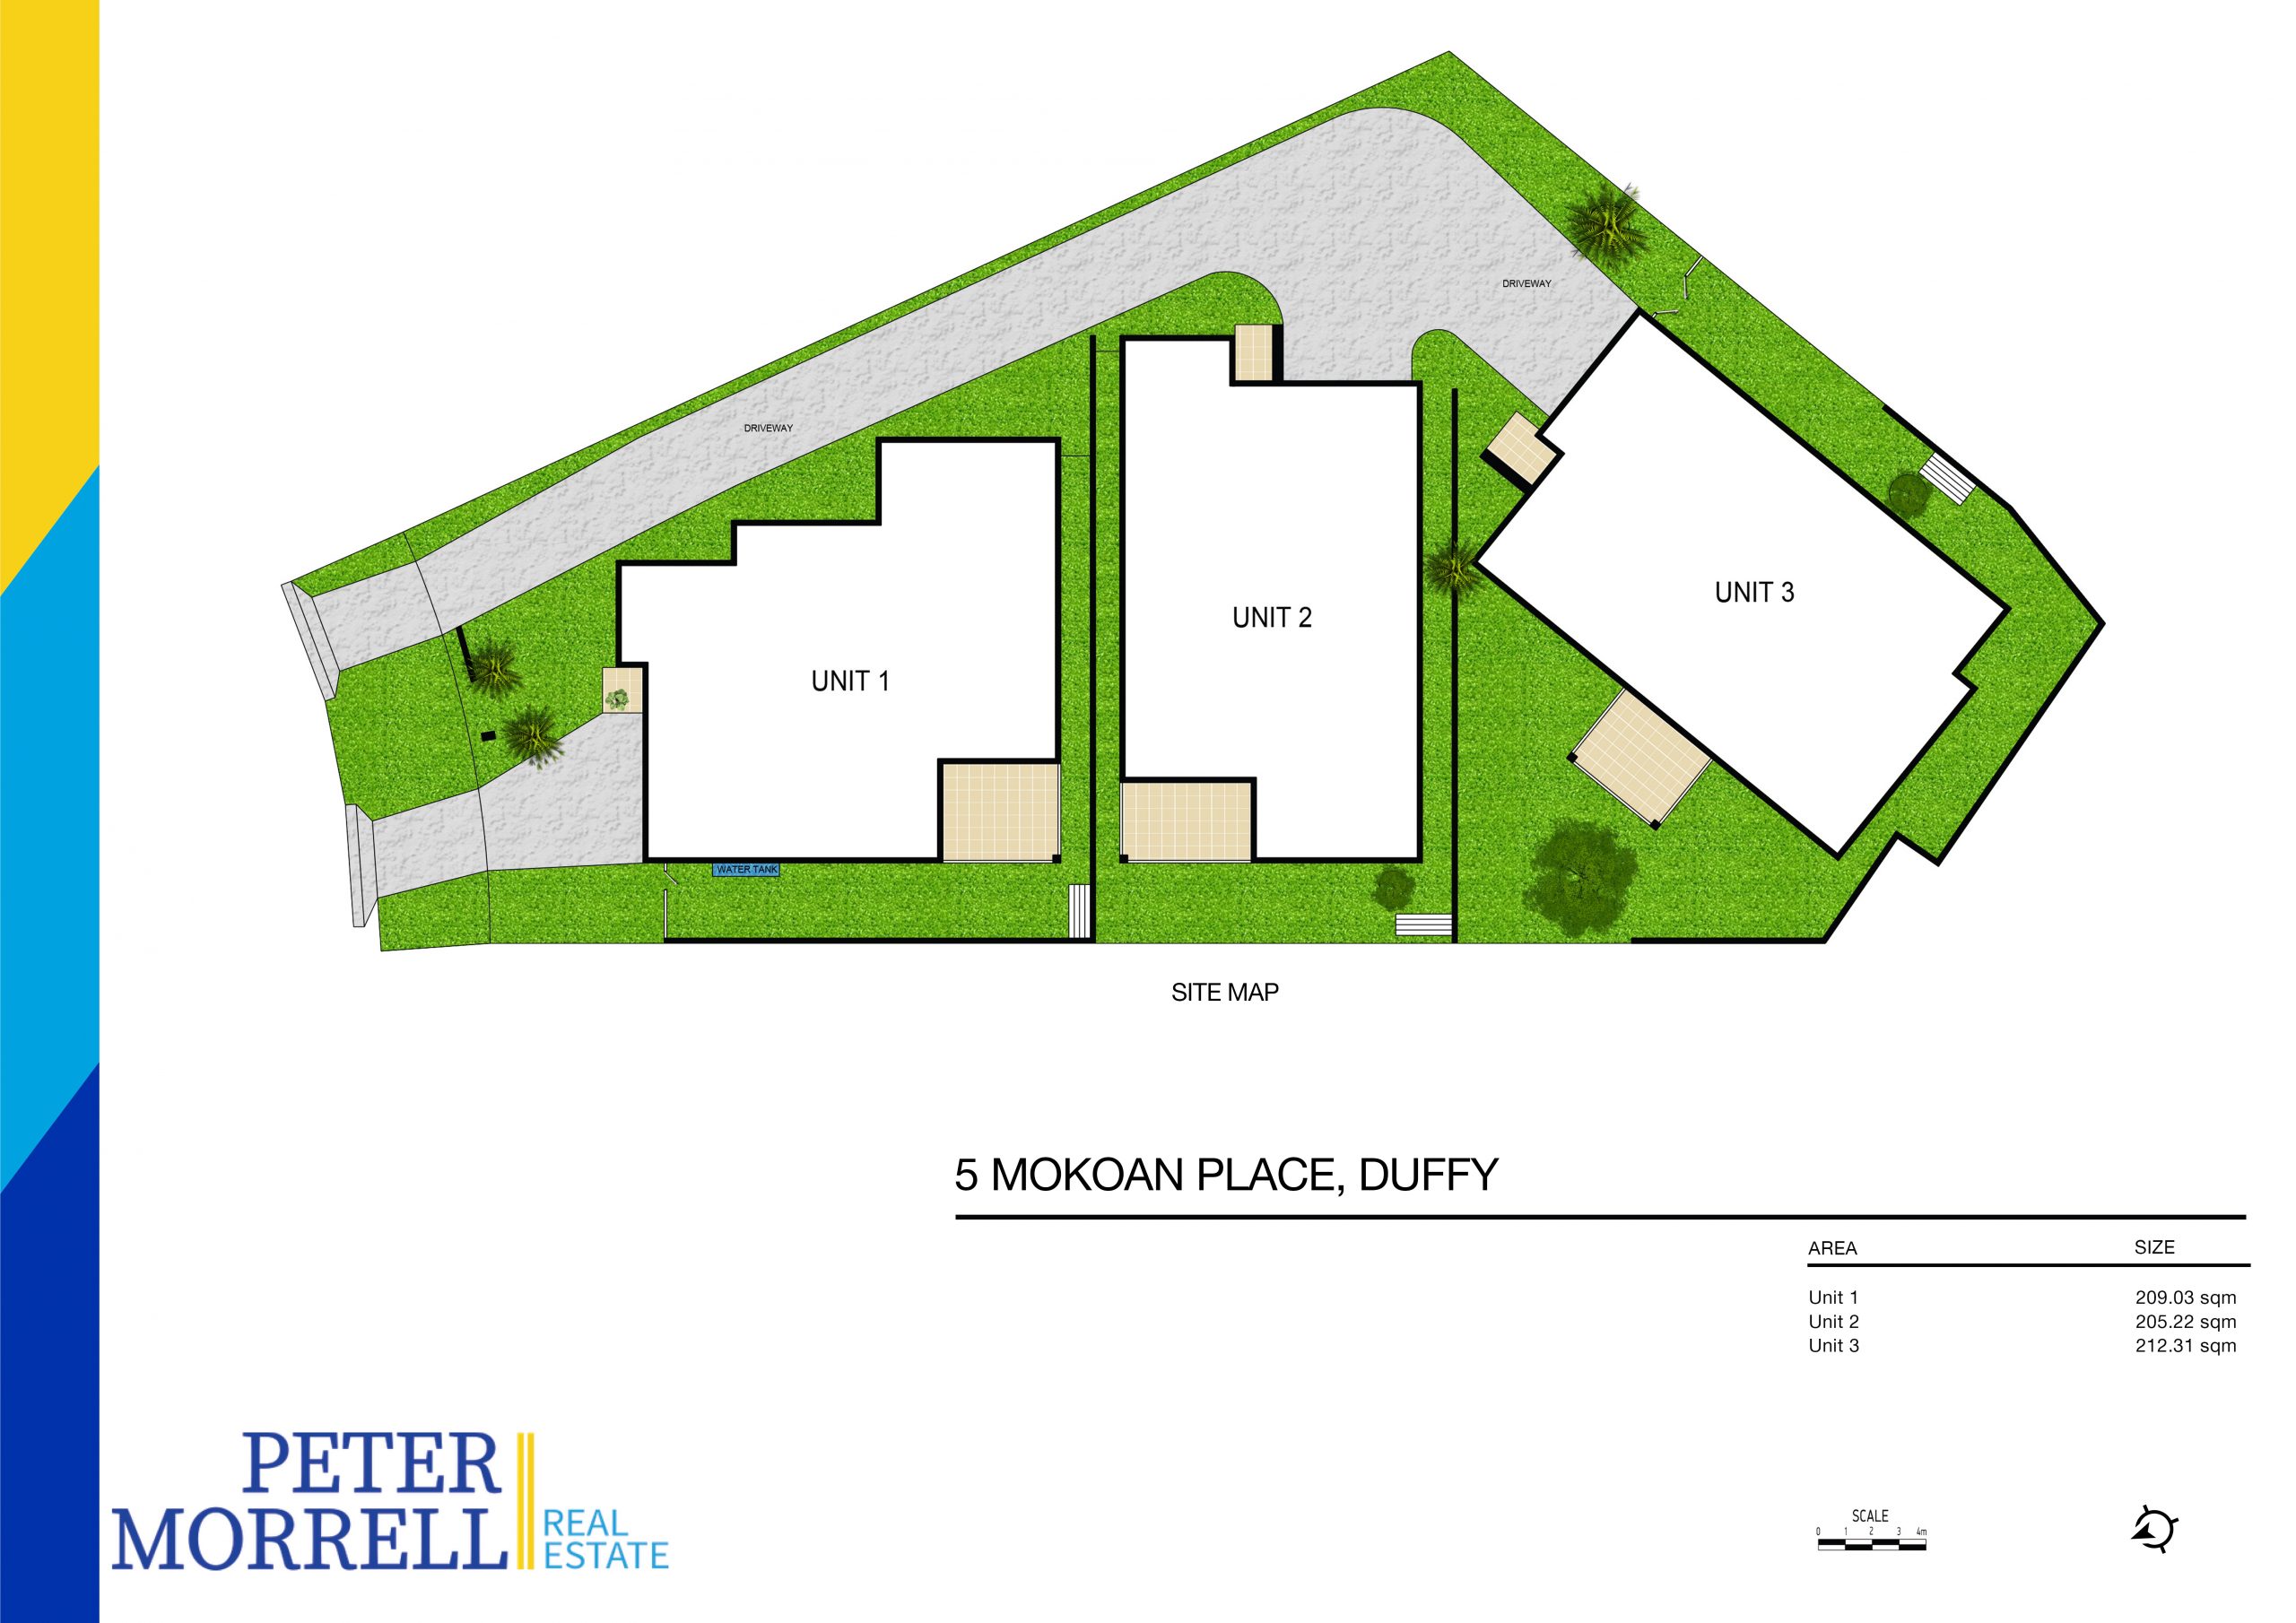 DRIVEWAY
DRIVEWAY
UNIT 3
UNIT 2
UNIT 1
WATER TANK
SITE MAP
5 MOKOAN PLACE, DUFFY
AREA SIZE
Unit 1 209.03 sqm
Unit 2 205.22 sqm
Unit 3 212.31 sqm
PETER
MORRELL
REAL
ESTATE
SCALE
0 1 2 3 4m